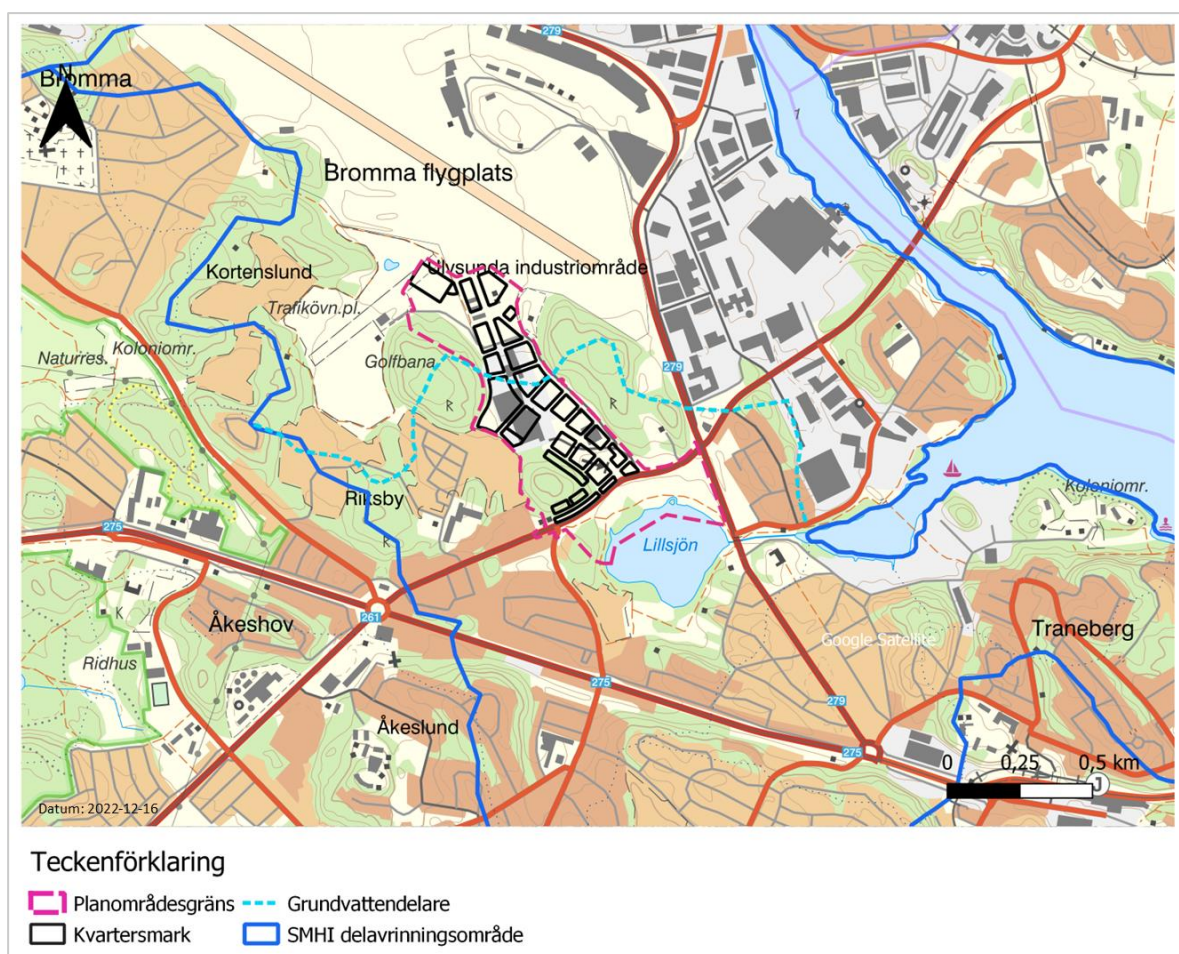 279
Bromma
N
1
Bromma flygplats
Kortenslund
Ulvsunda industriområde
Trafikövn.pl.
Naturres.
Koloniomr.
Golfbana
279
R
R
Riksby
Koloniomr.
275
R
Lillsjön
261
Åkeshov
Google Satellite
Traneberg
K
Ridhus
275
279
Åkeslund
275
0 0,25 0,5 km
J
Datum: 2022-12-16
Teckenförklaring
Planområdesgräns Grundvattendelare
Kvartersmark SMHI delavrinningsområde